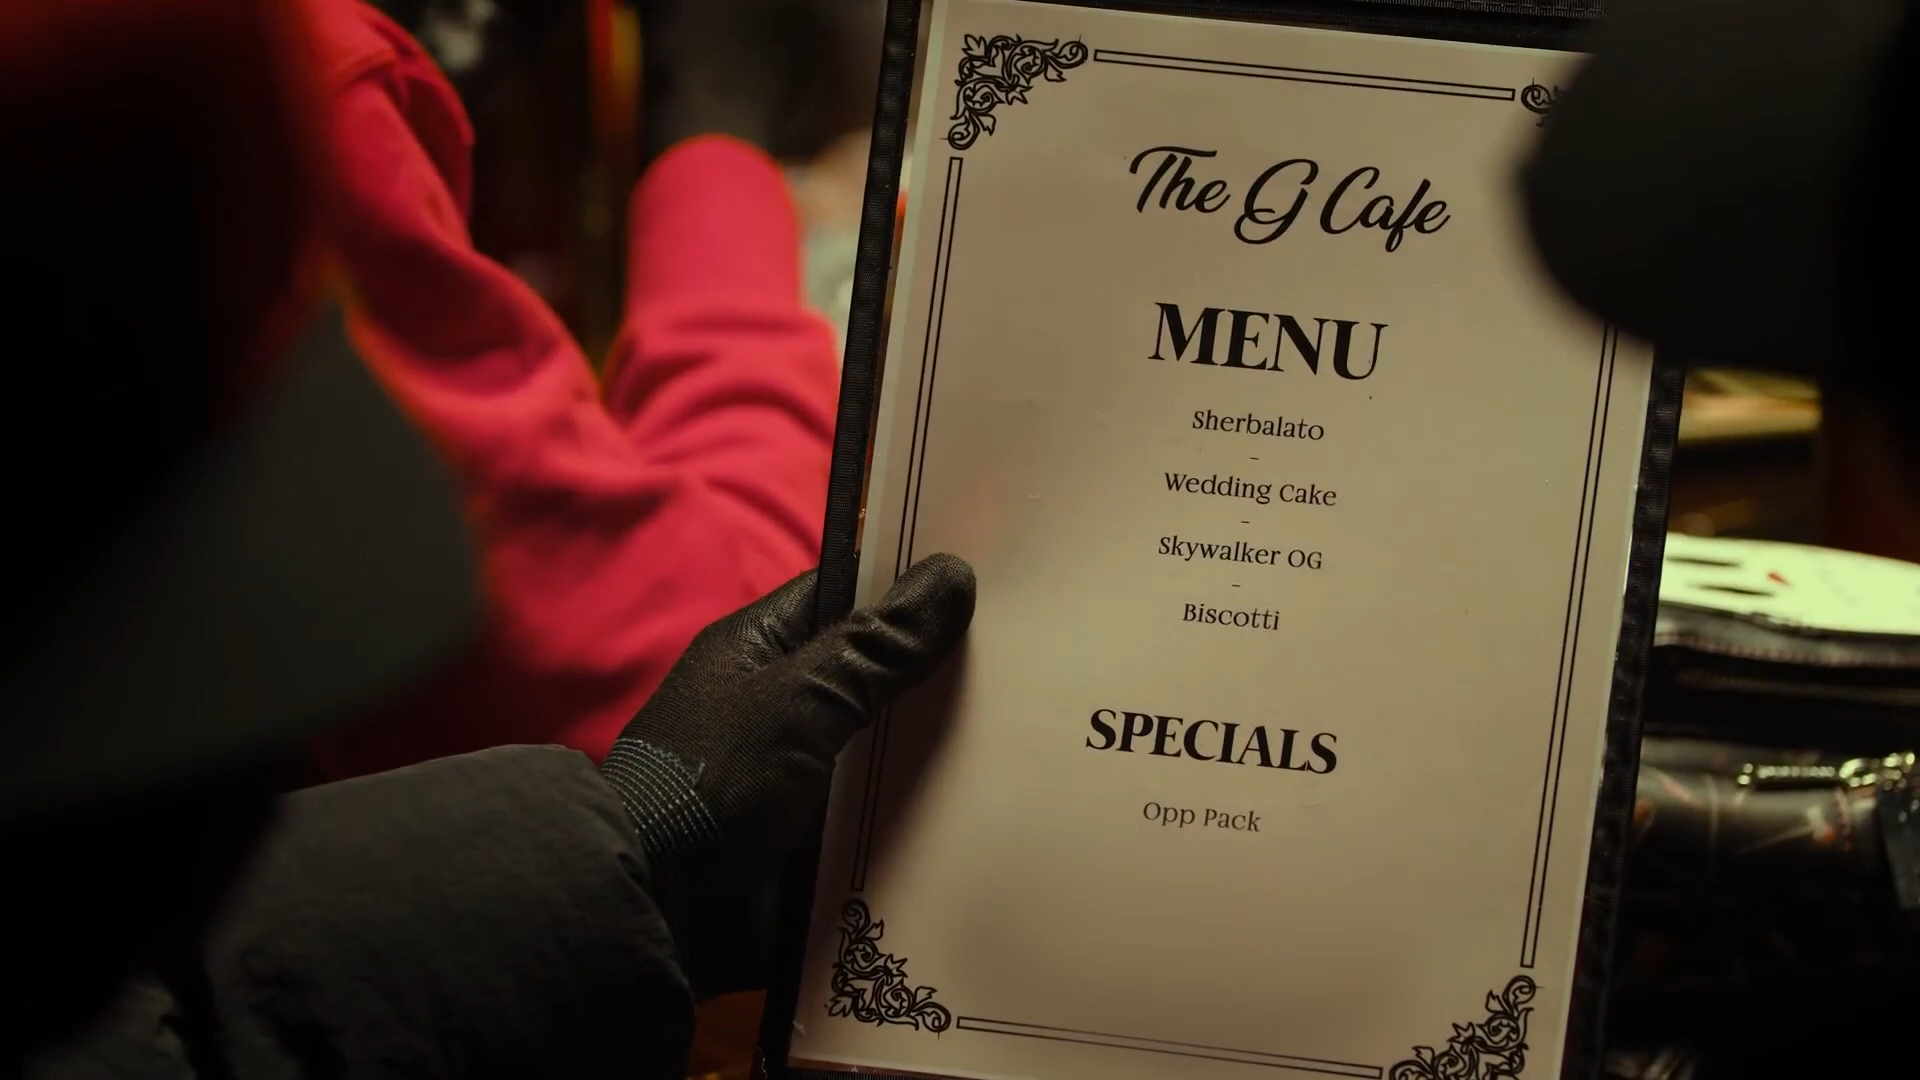 The G Cafe
MENU
Sherbalato
-
Wedding Cake
-
Skywalker OG
-
Biscotti
SPECIALS
Opp Pack